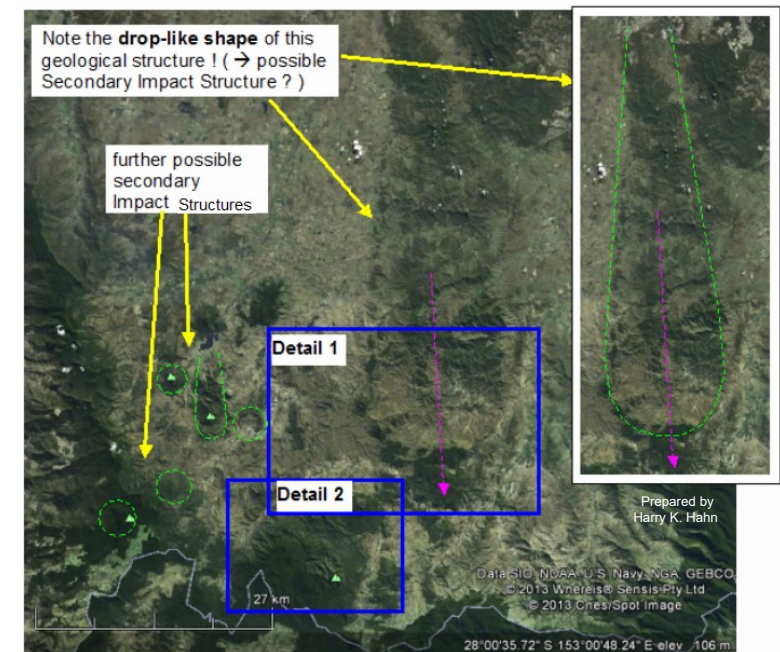 Note the drop-like shape of this
geological structure ! ( → possible
Secondary Impact Structure ? )
further possible
secondary
Impact Structures
Detail 1
Detail 2
Prepared by
Harry K. Hahn
Data SIO, NOAA, U.S. Navy, NGA, GEBCO
© 2013 Whereis® Sensis Pty Ltd
© 2013 Cnes/Spot Image
27 km
28°00'35.72" S 153°00'48.24" E elev 106 m